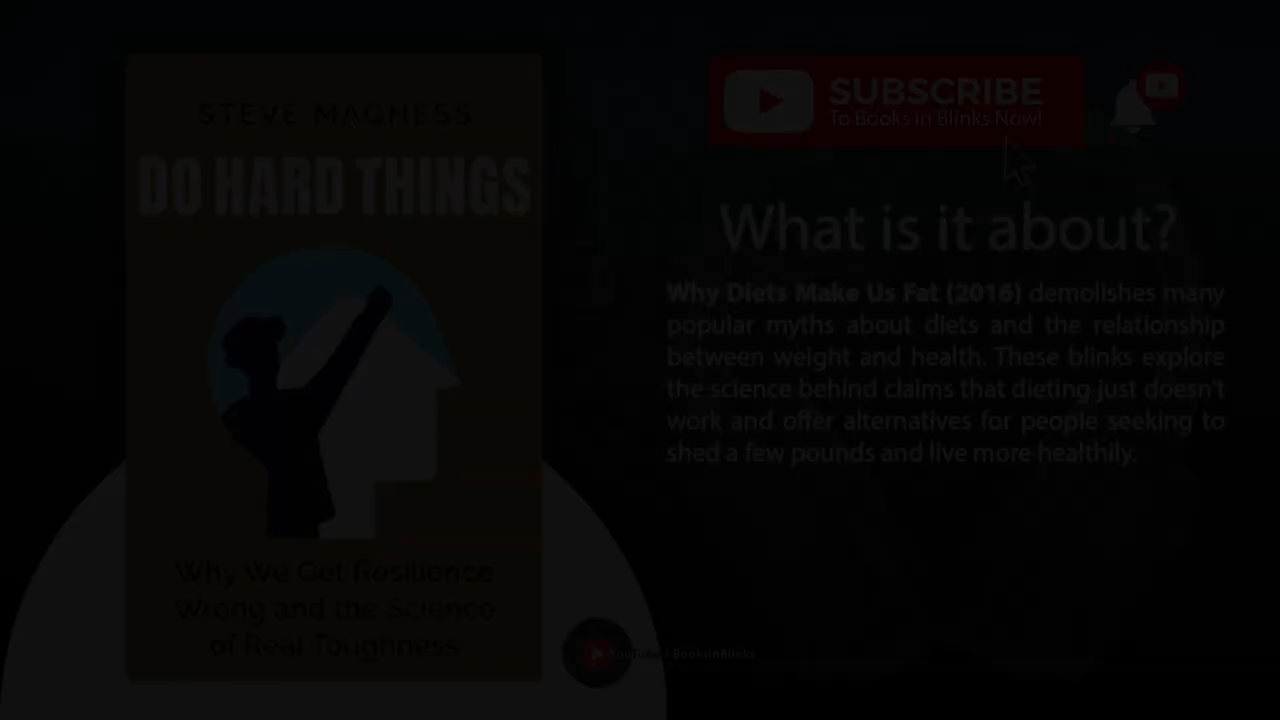 STEVE MAGNESS
DO HARD THINGS
Why We Get Resilience
Wrong and the Science
of Real Toughness
SUBSCRIBE
To Books in Blinks Now!
What is it about?
Why Diets Make Us Fat (2016) demolishes many
popular myths about diets and the relationship
between weight and health. These blinks explore
the science behind claims that dieting just doesn't
work and offer alternatives for people seeking to
shed a few pounds and live more healthily.
Youtube / BooksinBlinks